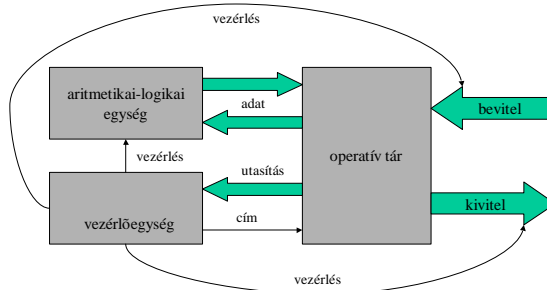 vezérlés
aritmetikai-logikai
egység
adat
bevitel
operatív tár
vezérlés
utasítás
vezérlõegység
cím
kivitel
vezérlés